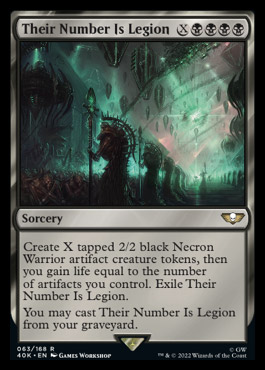 Their Number Is Legion X
Sorcery
Create X tapped 2/2 black Necron
Warrior artifact creature tokens, then
you gain life equal to the number
of artifacts you control. Exile Their
Number Is Legion.
You may cast Their Number Is Legion
from your graveyard.
063/168 R
40K • EN Games Workshop
© GW
™ & © 2022 Wizards of the Coast